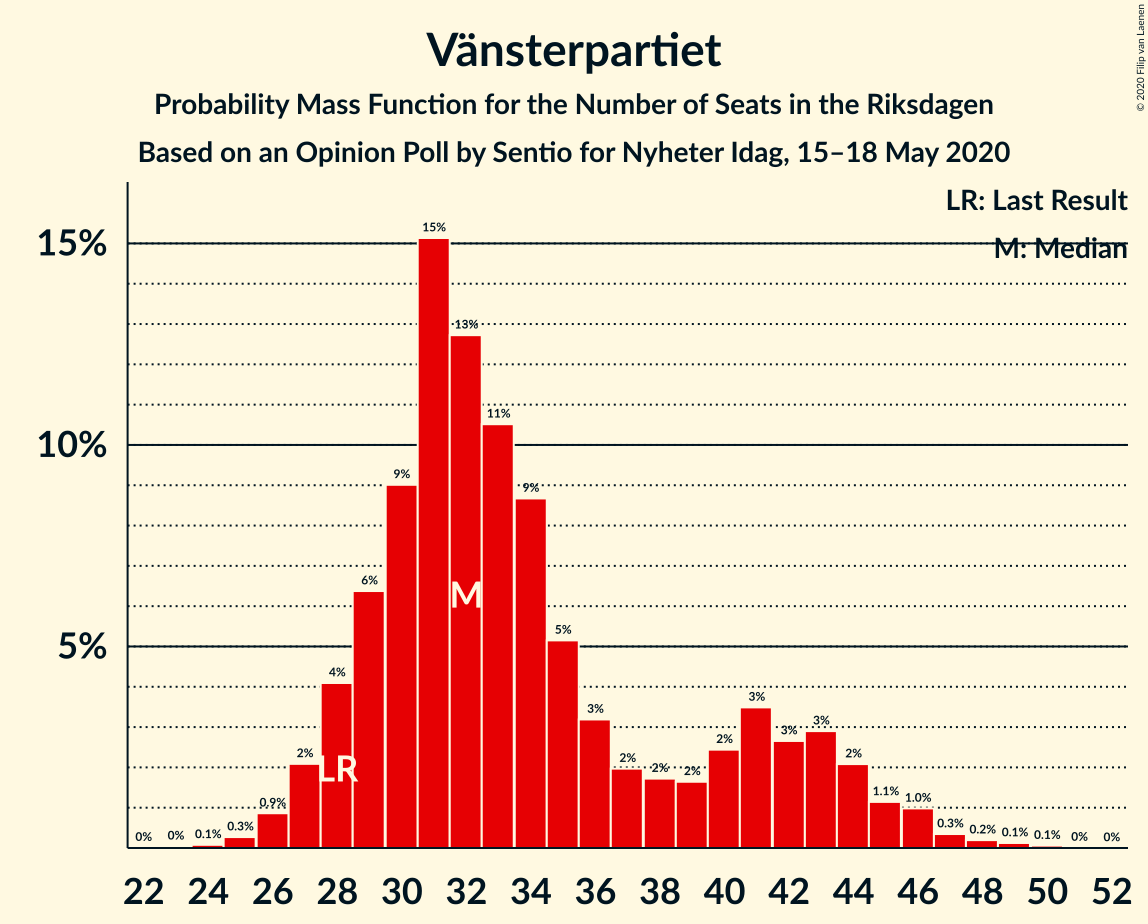 Vänsterpartiet
Probability Mass Function for the Number of Seats in the Riksdagen
Based on an Opinion Poll by Sentio for Nyheter Idag, 15–18 May 2020
© 2020 Filip van Laenen
LR: Last Result
M: Median
15%
10%
5%
0% 0% 0.1% 0.3% 0.9% 2% 4% 6% 9% 15% 13% 11% 9% 5% 3% 2% 2% 2% 2% 3% 3% 3% 2% 1.1% 1.0% 0.3% 0.2% 0.1% 0.1% 0% 0%
M
LR
22 24 26 28 30 32 34 36 38 40 42 44 46 48 50 52